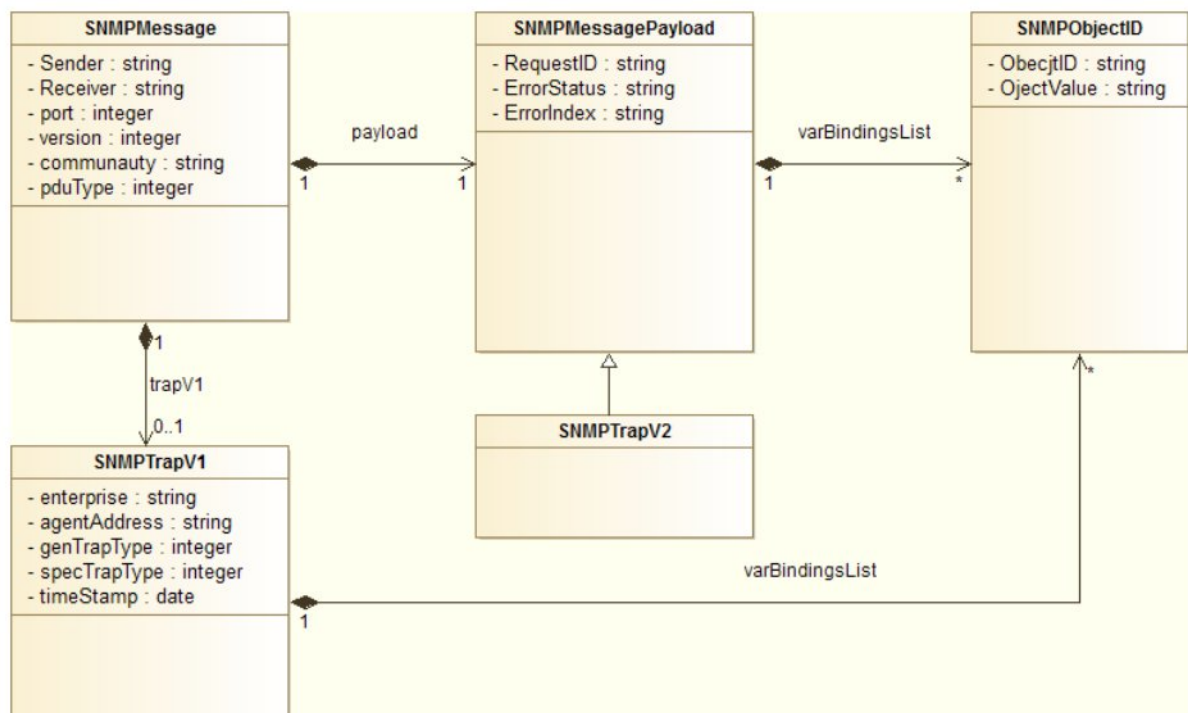 SNMPMessage
- Sender : string
- Receiver : string
- port : integer
- version : integer
- communauty : string
- pduType : integer
payload
1
1
SNMPMessagePayload
- RequestID : string
- ErrorStatus : string
- ErrorIndex : string
varBindingsList
1
*
SNMPObjectID
- ObecjtID : string
- OjectValue : string
1
trapV1
0..1
SNMPTrapV2
*
SNMPTrapV1
- enterprise : string
- agentAddress : string
- genTrapType : integer
- specTrapType : integer
- timeStamp : date
varBindingsList
1